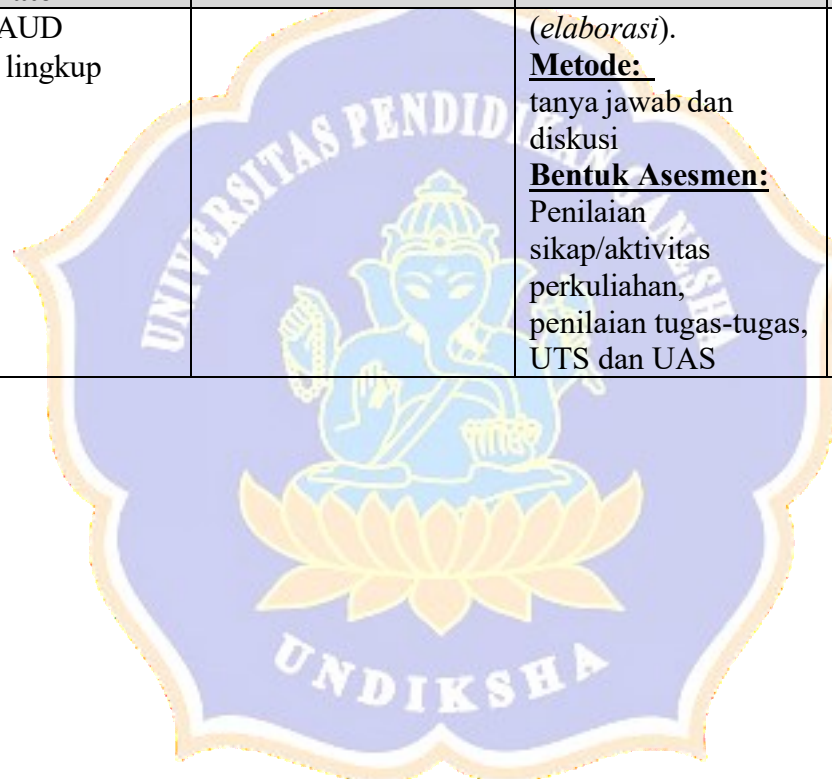 AUD
lingkup
(elaborasi).
Metode:
tanya jawab dan
diskusi
Bentuk Asesmen:
Penilaian
sikap/aktivitas
perkuliahan,
penilaian tugas-tugas,
UTS dan UAS
UNIVERSITAS PENDIDIKAN GANESHA
UNDIKSHA